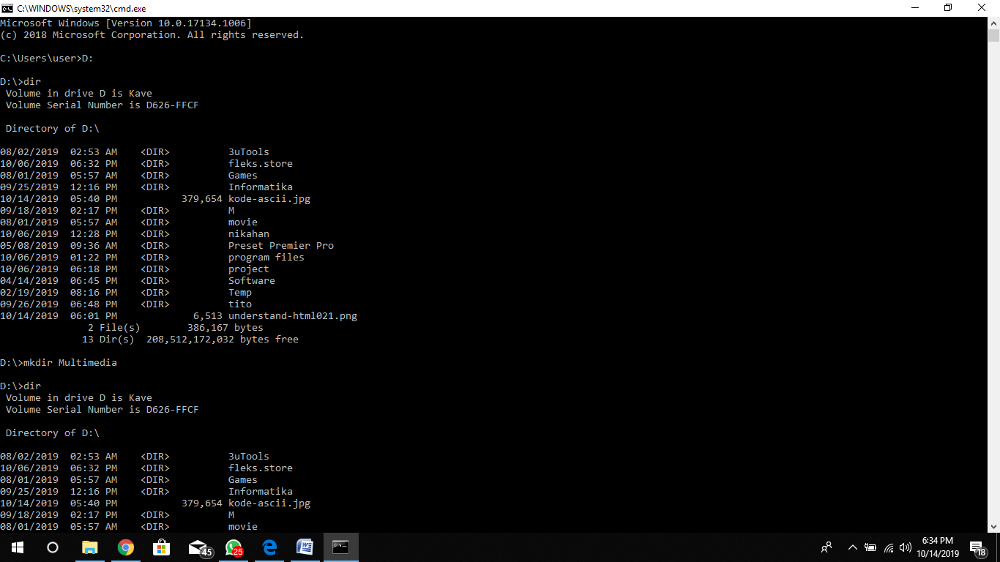 C:\WINDOWS\system32\cmd.exe
Microsoft Windows [Version 10.0.17134.1006]
(c) 2018 Microsoft Corporation. All rights reserved.
C:\Users\user>D:
D:\>dir
 Volume in drive D is Kave
 Volume Serial Number is D626-FFCF
 Directory of D:\
08/02/2019  02:53 AM    <DIR>          3uTools
10/06/2019  06:32 PM    <DIR>          fleks.store
08/01/2019  05:57 AM    <DIR>          Games
09/25/2019  12:16 PM    <DIR>          Informatika
10/14/2019  05:40 PM           379,654 kode-ascii.jpg
09/18/2019  02:17 PM    <DIR>          M
08/01/2019  05:57 AM    <DIR>          movie
10/06/2019  12:28 PM    <DIR>          nikahan
05/08/2019  09:36 AM    <DIR>          Preset Premier Pro
10/06/2019  01:22 PM    <DIR>          program files
10/06/2019  06:18 PM    <DIR>          project
04/14/2019  06:45 PM    <DIR>          Software
02/19/2019  08:16 PM    <DIR>          Temp
09/26/2019  06:48 PM    <DIR>          tito
10/14/2019  06:01 PM             6,513 understand-html021.png
               2 File(s)        386,167 bytes
              13 Dir(s)  208,512,172,032 bytes free
D:\>mkdir Multimedia
D:\>dir
 Volume in drive D is Kave
 Volume Serial Number is D626-FFCF
 Directory of D:\
08/02/2019  02:53 AM    <DIR>          3uTools
10/06/2019  06:32 PM    <DIR>          fleks.store
08/01/2019  05:57 AM    <DIR>          Games
09/25/2019  12:16 PM    <DIR>          Informatika
10/14/2019  05:40 PM           379,654 kode-ascii.jpg
09/18/2019  02:17 PM    <DIR>          M
08/01/2019  05:57 AM    <DIR>          movie
45
25
6:34 PM
10/14/2019
18